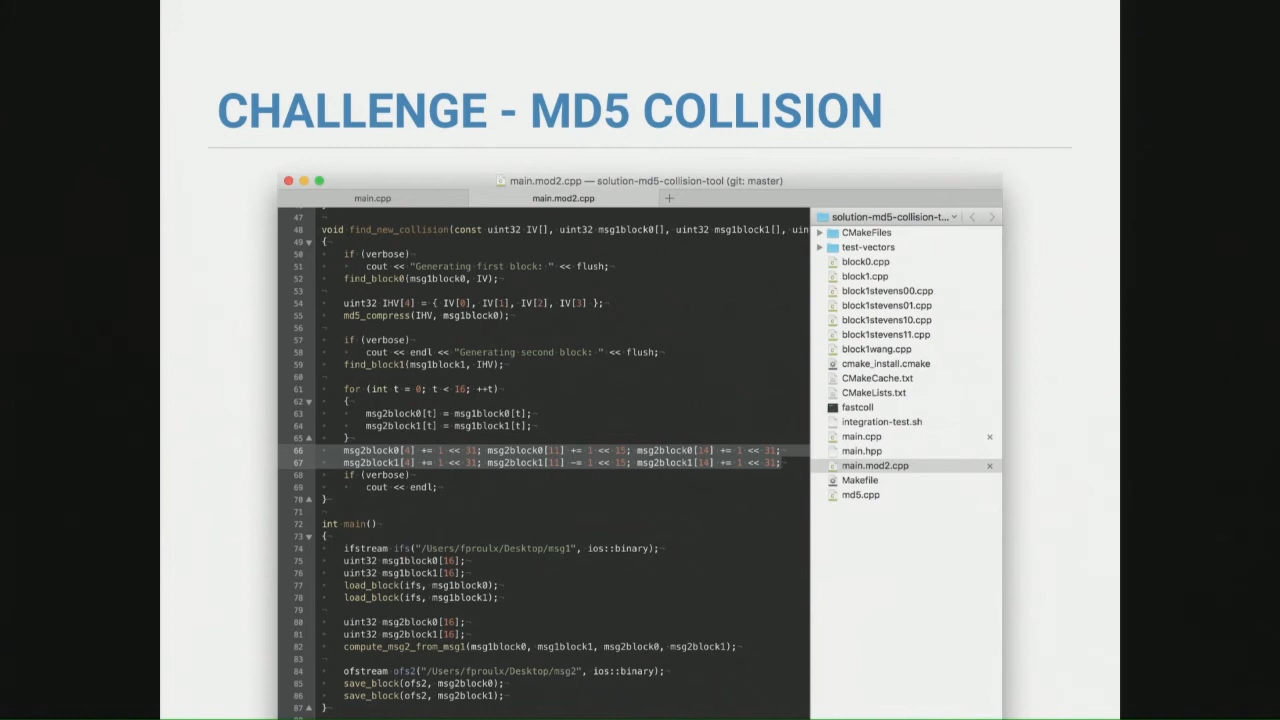 CHALLENGE - MD5 COLLISION
main.mod2.cpp — solution-md5-collision-tool (git: master)
main.cpp
main.mod2.cpp
47
48 void find_new_collision(const uint32 IV[], uint32 msg1block0[], uint32 msg1block1[], uin
49 {
50 if (verbose)
51 cout << "Generating first block: " << flush;
52 find_block0(msg1block0, IV);
53
54 uint32 IHV[4] = { IV[0], IV[1], IV[2], IV[3] };
55 md5_compress(IHV, msg1block0);
56
57 if (verbose)
58 cout << endl << "Generating second block: " << flush;
59 find_block1(msg1block1, IHV);
60
61 for (int t = 0; t < 16; ++t)
62 {
63 msg2block0[t] = msg1block0[t];
64 msg2block1[t] = msg1block1[t];
65 }
66 msg2block0[4] += 1 << 31; msg2block0[11] += 1 << 15; msg2block0[14] += 1 << 31;
67 msg2block1[4] += 1 << 31; msg2block1[11] -= 1 << 15; msg2block1[14] += 1 << 31;
68 if (verbose)
69 cout << endl;
70 }
71
72 int main()
73 {
74 ifstream ifs("/Users/fproulx/Desktop/msg1", ios::binary);
75 uint32 msg1block0[16];
76 uint32 msg1block1[16];
77 load_block(ifs, msg1block0);
78 load_block(ifs, msg1block1);
79
80 uint32 msg2block0[16];
81 uint32 msg2block1[16];
82 compute_msg2_from_msg1(msg1block0, msg1block1, msg2block0, msg2block1);
83
84 ofstream ofs2("/Users/fproulx/Desktop/msg2", ios::binary);
85 save_block(ofs2, msg2block0);
86 save_block(ofs2, msg2block1);
87 }
solution-md5-collision-t...
CMakeFiles
test-vectors
block0.cpp
block1.cpp
block1stevens00.cpp
block1stevens01.cpp
block1stevens10.cpp
block1stevens11.cpp
block1wang.cpp
cmake_install.cmake
CMakeCache.txt
CMakeLists.txt
fastcoll
integration-test.sh
main.cpp
main.hpp
main.mod2.cpp
Makefile
md5.cpp